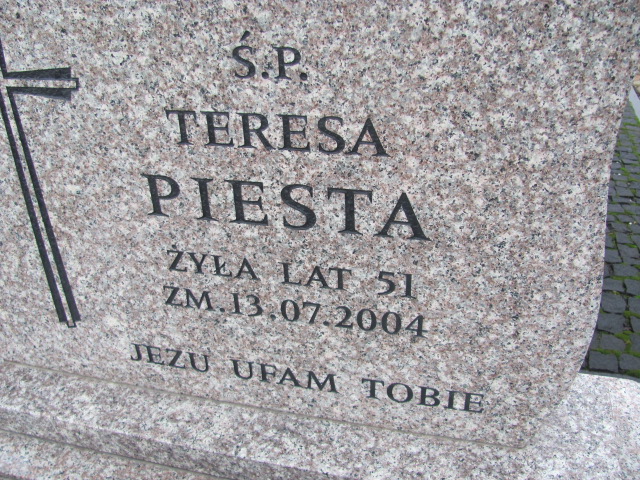 Ś.P.
TERESA
PIESTA
ŻYŁA LAT 51
ZM.13.07.2004
JEZU UFAM TOBIE